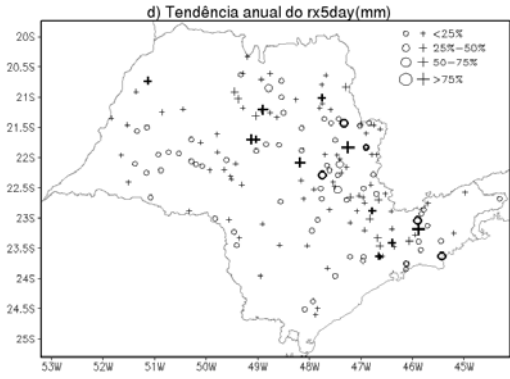 d) Tendência anual do rx5day(mm)
○ + <25%
○ + 25%−50%
○ + 50−75%
○ + >75%
20S
20.5S
21S
21.5S
22S
22.5S
23S
23.5S
24S
24.5S
25S
53W 52W 51W 50W 49W 48W 47W 46W 45W